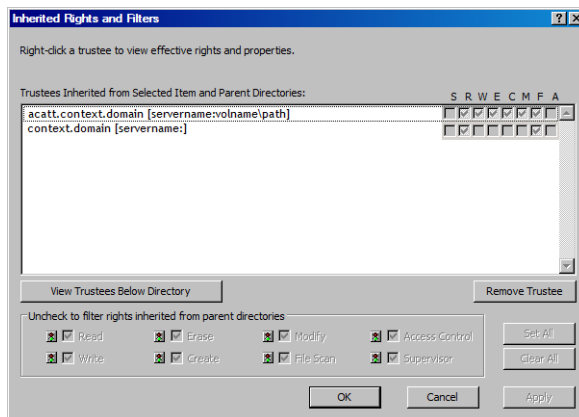 Inherited Rights and Filters
Right-click a trustee to view effective rights and properties.
Trustees Inherited from Selected Item and Parent Directories:
S R W E C M F A
acatt.context.domain [servername:volname\path]
context.domain [servername:]
View Trustees Below Directory
Remove Trustee
Uncheck to filter rights inherited from parent directories
Read Erase Modify Access Control
Set All
Write Create File Scan Supervisor
Clear All
OK Cancel Apply